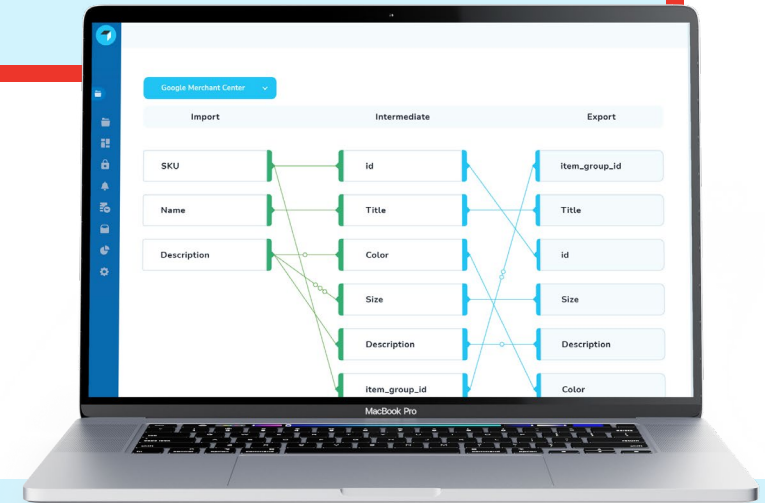 Google Merchant Center
Import Intermediate Export
SKU id item_group_id
Name Title Title
Description Color id
Size Size
Description Description
item_group_id Color
MacBook Pro